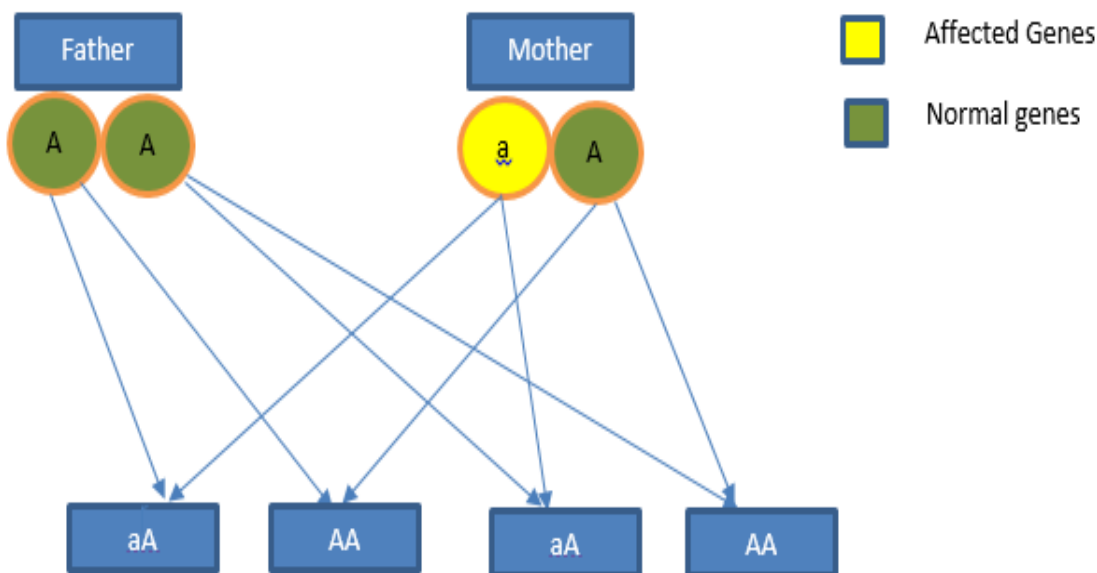 Father
Mother
Affected Genes
Normal genes
A
A
a
A
aA
AA
aA
AA